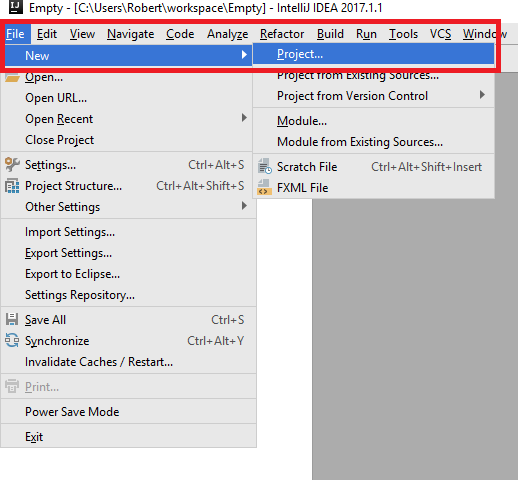 Empty - [C:\Users\Robert\workspace\Empty] - IntelliJ IDEA 2017.1.1
File Edit View Navigate Code Analyze Refactor Build Run Tools VCS Window
New
Open...
Open URL...
Open Recent
Close Project
Settings... Ctrl+Alt+S
Project Structure... Ctrl+Alt+Shift+S
Other Settings
Import Settings...
Export Settings...
Export to Eclipse...
Settings Repository...
Save All Ctrl+S
Synchronize Ctrl+Alt+Y
Invalidate Caches / Restart...
Print...
Power Save Mode
Exit
Project...
Project from Existing Sources...
Project from Version Control
Module...
Module from Existing Sources...
Scratch File Ctrl+Alt+Shift+Insert
FXML File